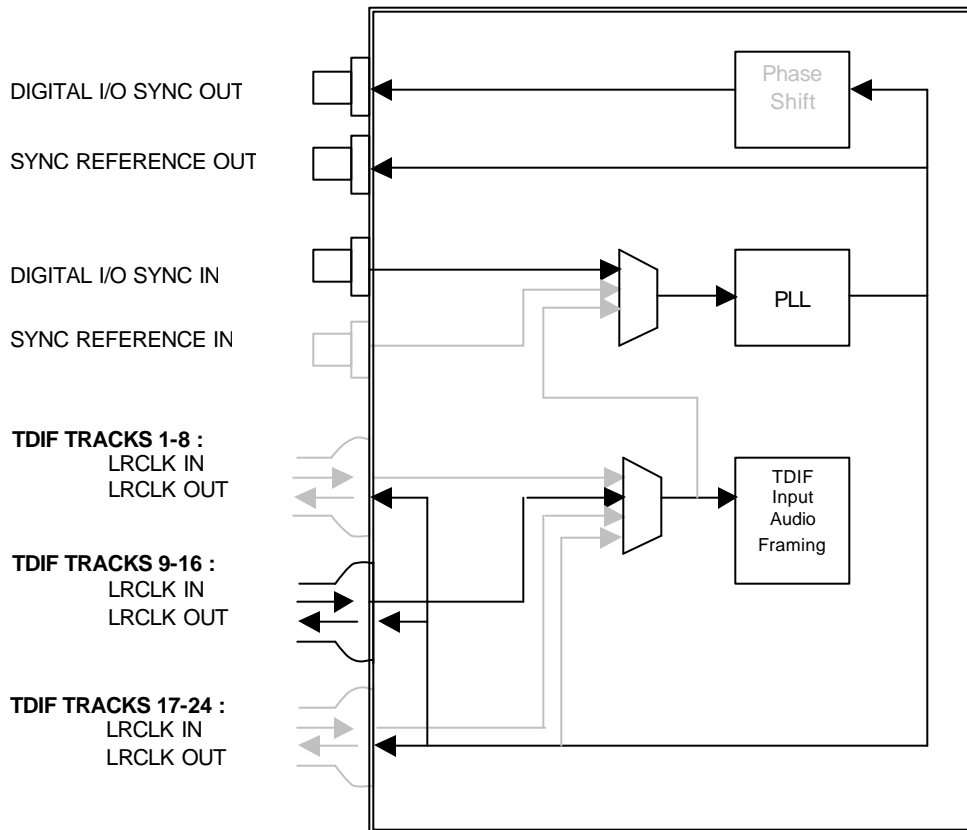 DIGITAL I/O SYNC OUT
Phase
Shift
SYNC REFERENCE OUT
DIGITAL I/O SYNC IN
PLL
SYNC REFERENCE IN
TDIF TRACKS 1-8 :
LRCLK IN
LRCLK OUT
TDIF
Input
Audio
Framing
TDIF TRACKS 9-16 :
LRCLK IN
LRCLK OUT
TDIF TRACKS 17-24 :
LRCLK IN
LRCLK OUT